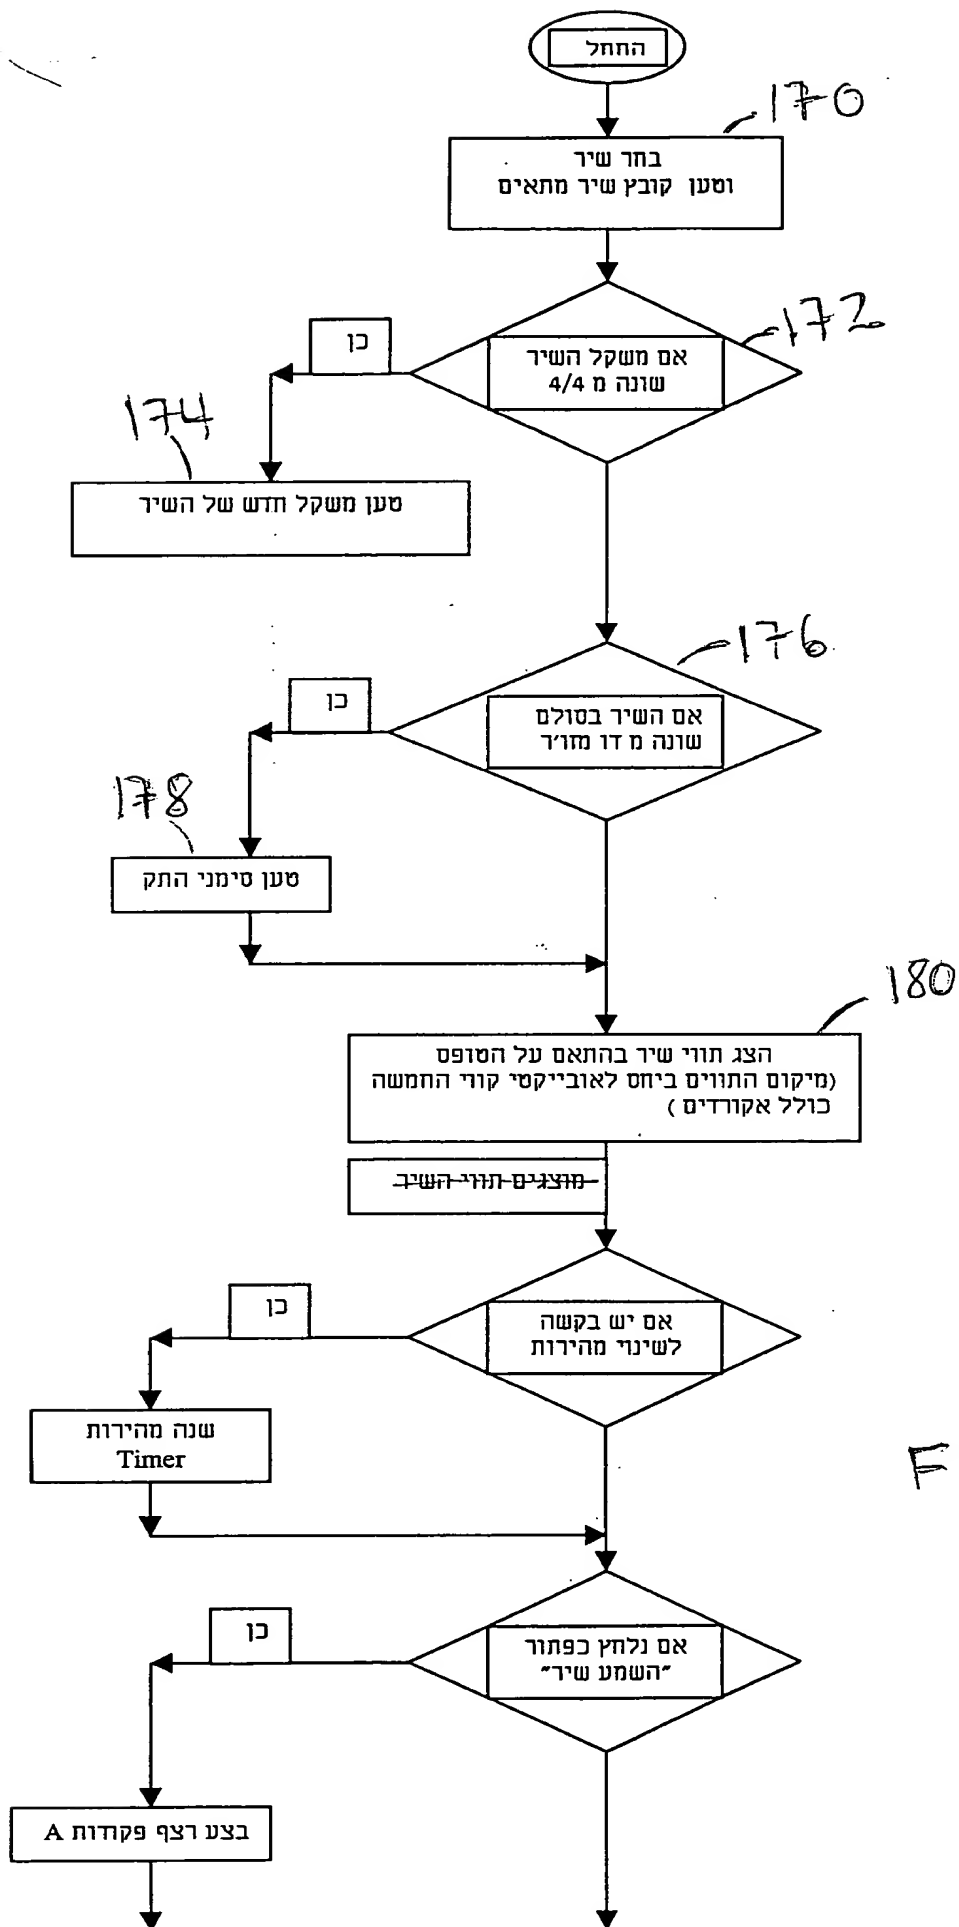 התחל
170
בחר שיר
וטען קובץ שיר מתאים
172
אם משקל השיר
שונה מ 4/4
כן
174
טען משקל חדש של השיר
176
אם השיר בסולם
שונה מ דו מזו'ר
כן
178
טען סימני התק
180
הצג תווי שיר בהתאם על הטופס
(מיקום התווים ביחס לאובייקטי קווי החמשה
כולל אקורדים )
מוצגים תווי השיר
אם יש בקשה
לשינוי מהירות
כן
שנה מהירות
Timer
F
אם נלחץ כפתור
"השמע שיר"
כן
בצע רצף פקודות A